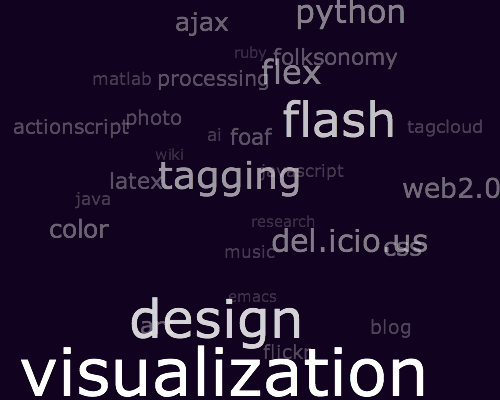 python
ajax
ruby
folksonomy
flex
matlab
processing
photo
flash
actionscript
tagcloud
ai
foaf
wiki
javascript
latex
tagging
web2.0
java
research
color
del.icio.us
css
music
emacs
design
blog
flickr
visualization